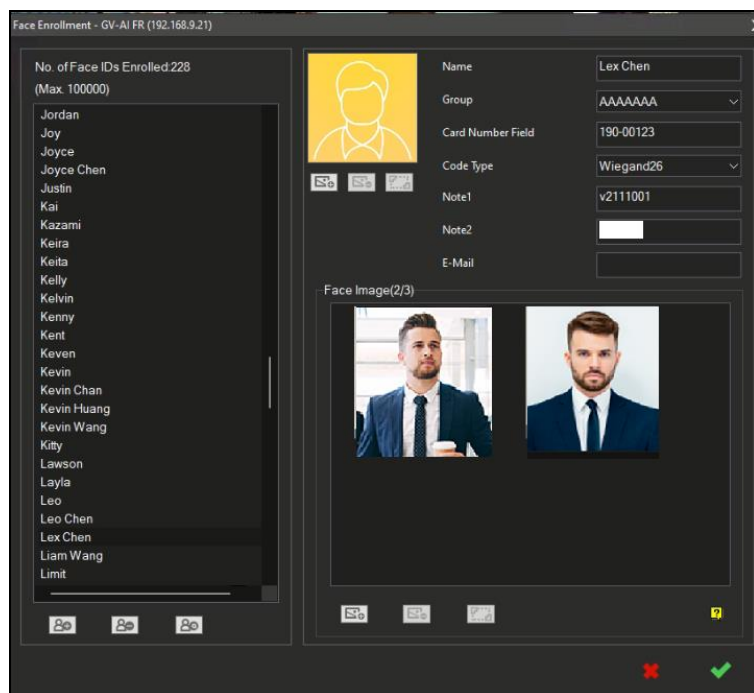 Face Enrollment - GV-AI FR (192.168.9.21)
No. of Face IDs Enrolled:228
(Max. 100000)
Jordan
Joy
Joyce
Joyce Chen
Justin
Kai
Kazami
Keira
Keita
Kelly
Kelvin
Kenny
Kent
Keven
Kevin
Kevin Chan
Kevin Huang
Kevin Wang
Kitty
Lawson
Layla
Leo
Leo Chen
Lex Chen
Liam Wang
Limit
Name Lex Chen
Group AAAAAAA
Card Number Field 190-00123
Code Type Wiegand26
Note1 v2111001
Note2
E-Mail
Face Image(2/3)